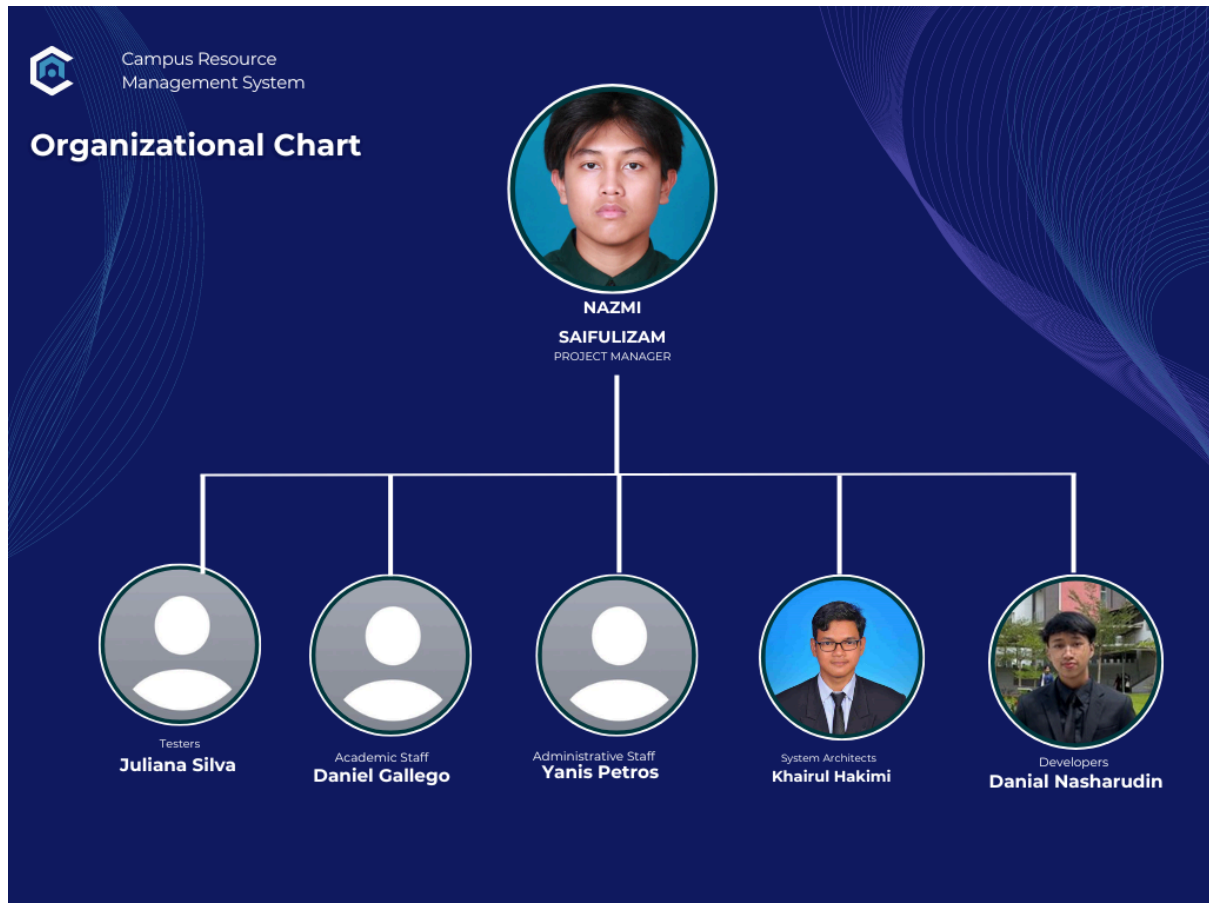 Campus Resource
Management System
Organizational Chart
NAZMI
SAIFULIZAM
PROJECT MANAGER
Testers
Juliana Silva
Academic Staff
Daniel Gallego
Administrative Staff
Yanis Petros
System Architects
Khairul Hakimi
Developers
Danial Nasharudin